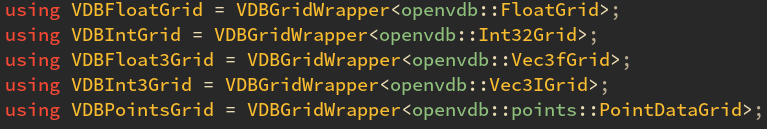 using VDBFloatGrid = VDBGridWrapper<openvdb::FloatGrid>;
using VDBIntGrid = VDBGridWrapper<openvdb::Int32Grid>;
using VDBFloat3Grid = VDBGridWrapper<openvdb::Vec3fGrid>;
using VDBInt3Grid = VDBGridWrapper<openvdb::Vec3IGrid>;
using VDBPointsGrid = VDBGridWrapper<openvdb::points::PointDataGrid>;